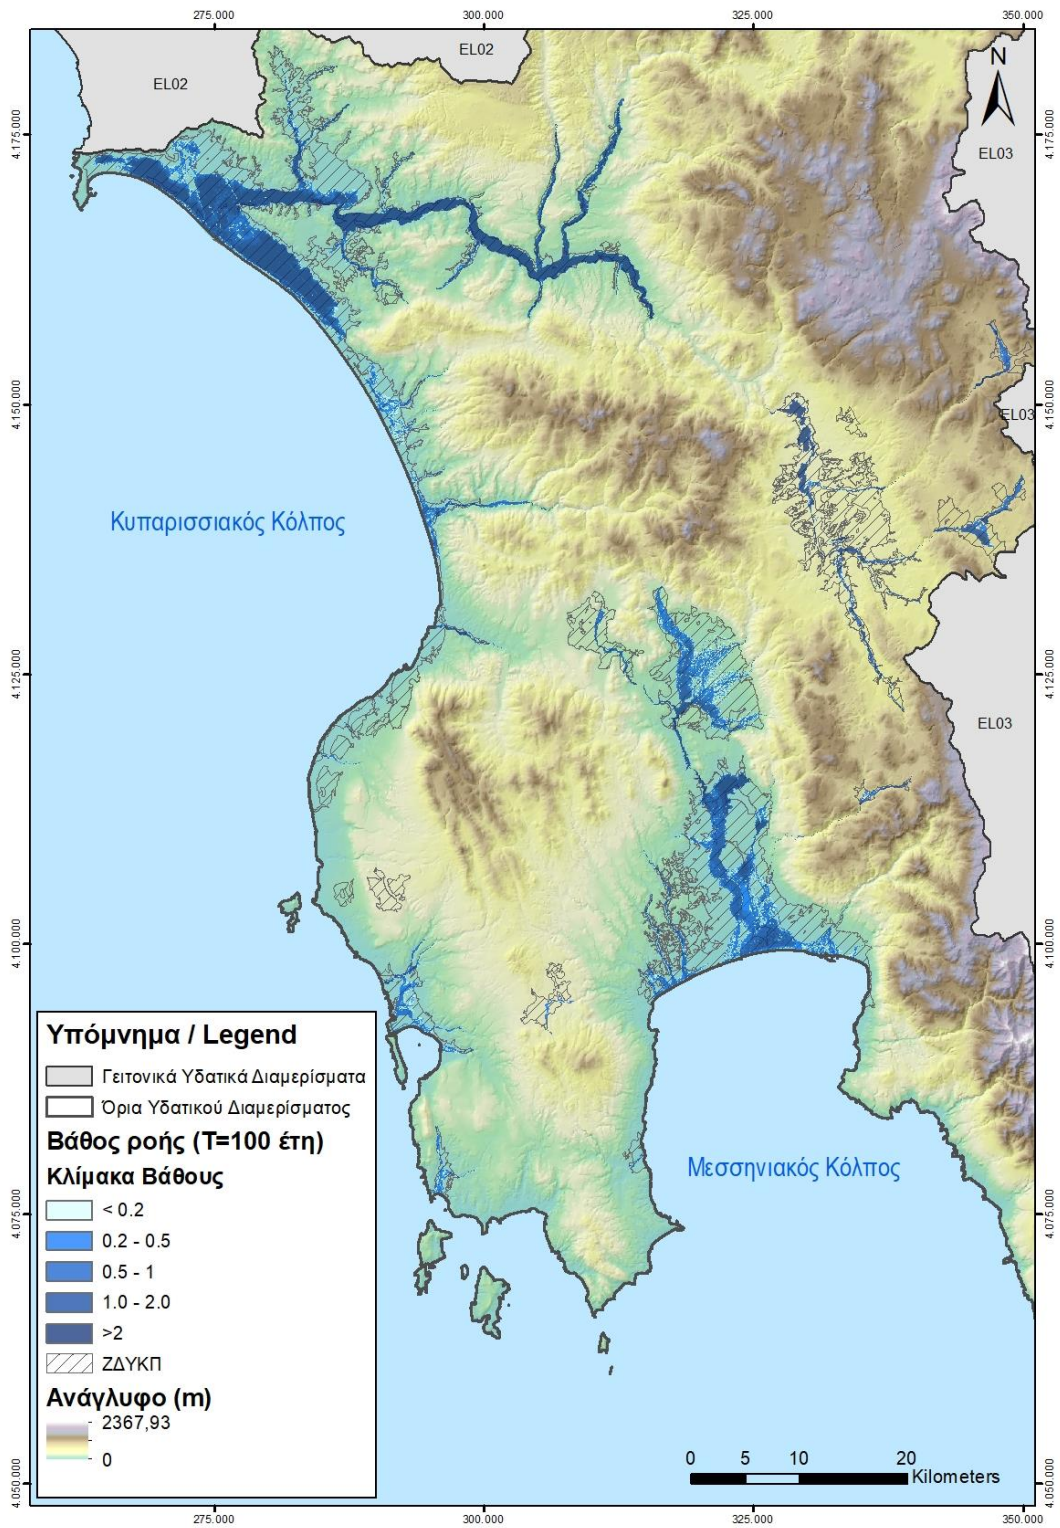 275.000 300.000 325.000 350.000
EL02
EL02
N
4.175.000
4.175.000
EL03
4.150.000
4.150.000
EL03
Κυπαρισσιακός Κόλπος
4.125.000
4.125.000
EL03
4.100.000
4.100.000
Υπόμνημα / Legend
Γειτονικά Υδατικά Διαμερίσματα
Όρια Υδατικού Διαμερίσματος
Βάθος ροής (T=100 έτη)
Κλίμακα Βάθους
< 0.2
0.2 - 0.5
0.5 - 1
1.0 - 2.0
>2
ΖΔΥΚΠ
Ανάγλυφο (m)
2367,93
0
Μεσσηνιακός Κόλπος
4.075.000
4.075.000
0 5 10 20
Kilometers
4.050.000
4.050.000
275.000 300.000 325.000 350.000